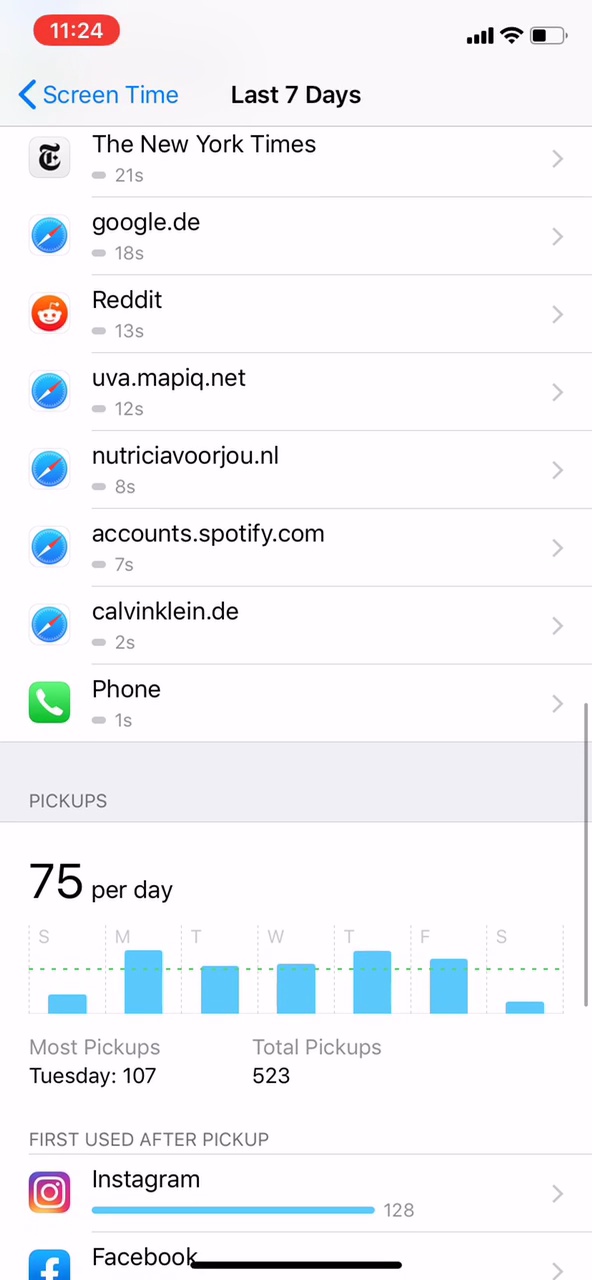 11:24
Screen Time
Last 7 Days
The New York Times
21s
google.de
18s
Reddit
13s
uva.mapiq.net
12s
nutriciavoorjou.nl
8s
accounts.spotify.com
7s
calvinklein.de
2s
Phone
1s
PICKUPS
75 per day
S M T W T F S
Most Pickups Total Pickups
Tuesday: 107 523
FIRST USED AFTER PICKUP
Instagram
128
Facebook